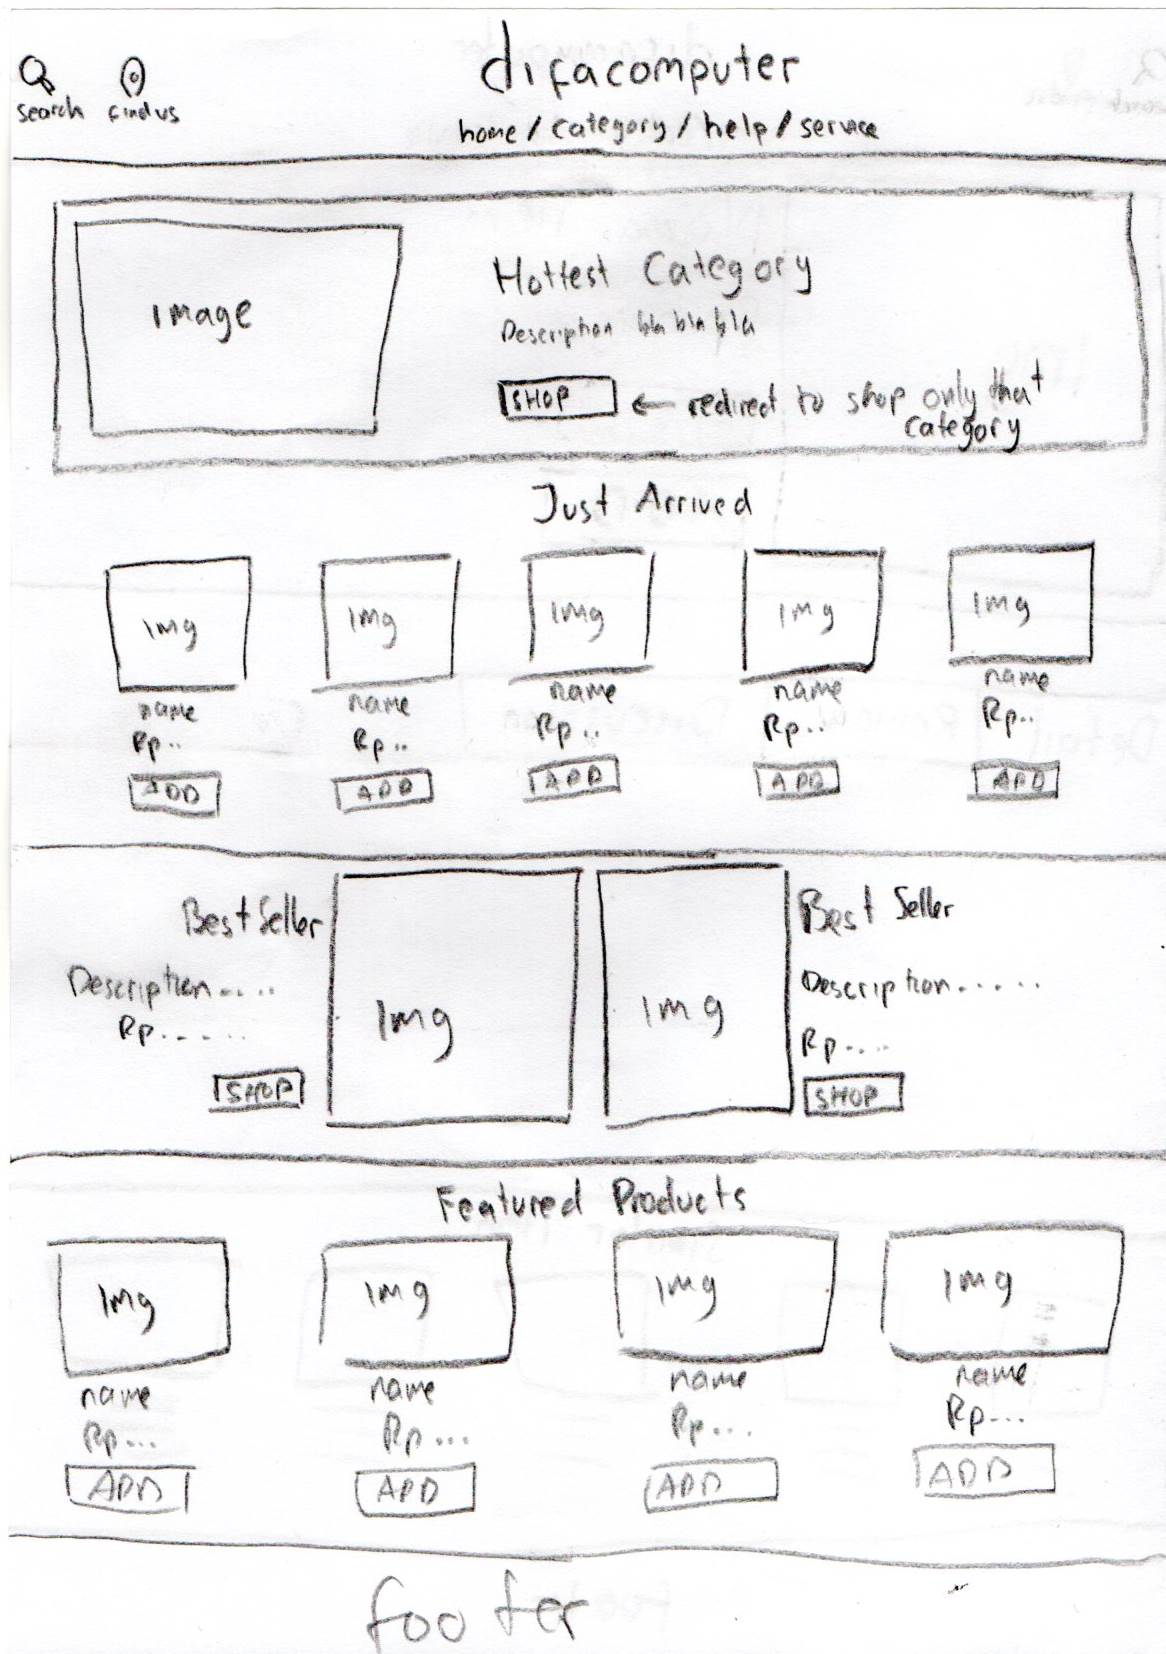 difacomputer
search find us
home / category / help / service
image
Hottest Category
Description bla bla bla
SHOP ← redirect to shop only that
category
Just Arrived
img img img img img
name name name name name
Rp.. Rp.. Rp.. Rp.. Rp..
ADD ADD ADD ADD ADD
Best Seller
Description.....
Rp......
SHOP
Img
Img
Best Seller
Description.....
Rp....
SHOP
Featured Products
Img Img Img Img
name name name name
Rp... Rp... Rp... Rp...
ADD ADD ADD ADD
footer